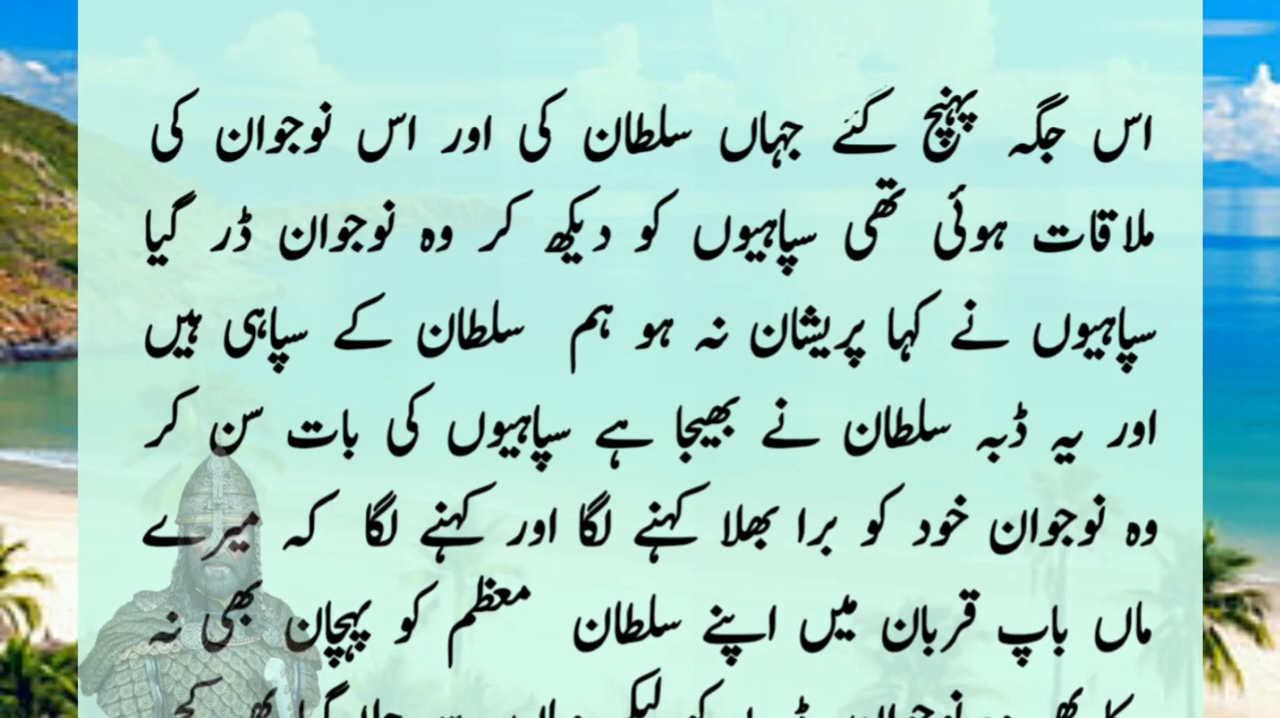 اس جگہ پہنچ گئے جہاں سلطان کی اور اس نوجوان کی
ملاقات ہوئی تھی سپاہیوں کو دیکھ کر وہ نوجوان ڈر گیا
سپاہیوں نے کہا پریشان نہ ہو ہم سلطان کے سپاہی ہیں
اور یہ ڈبہ سلطان نے بھیجا ہے سپاہیوں کی بات سن کر
وہ نوجوان خود کو برا بھلا کہنے لگا اور کہنے لگا کہ میرے
ماں باپ قربان میں اپنے سلطان معظم کو پہچان بھی نہ